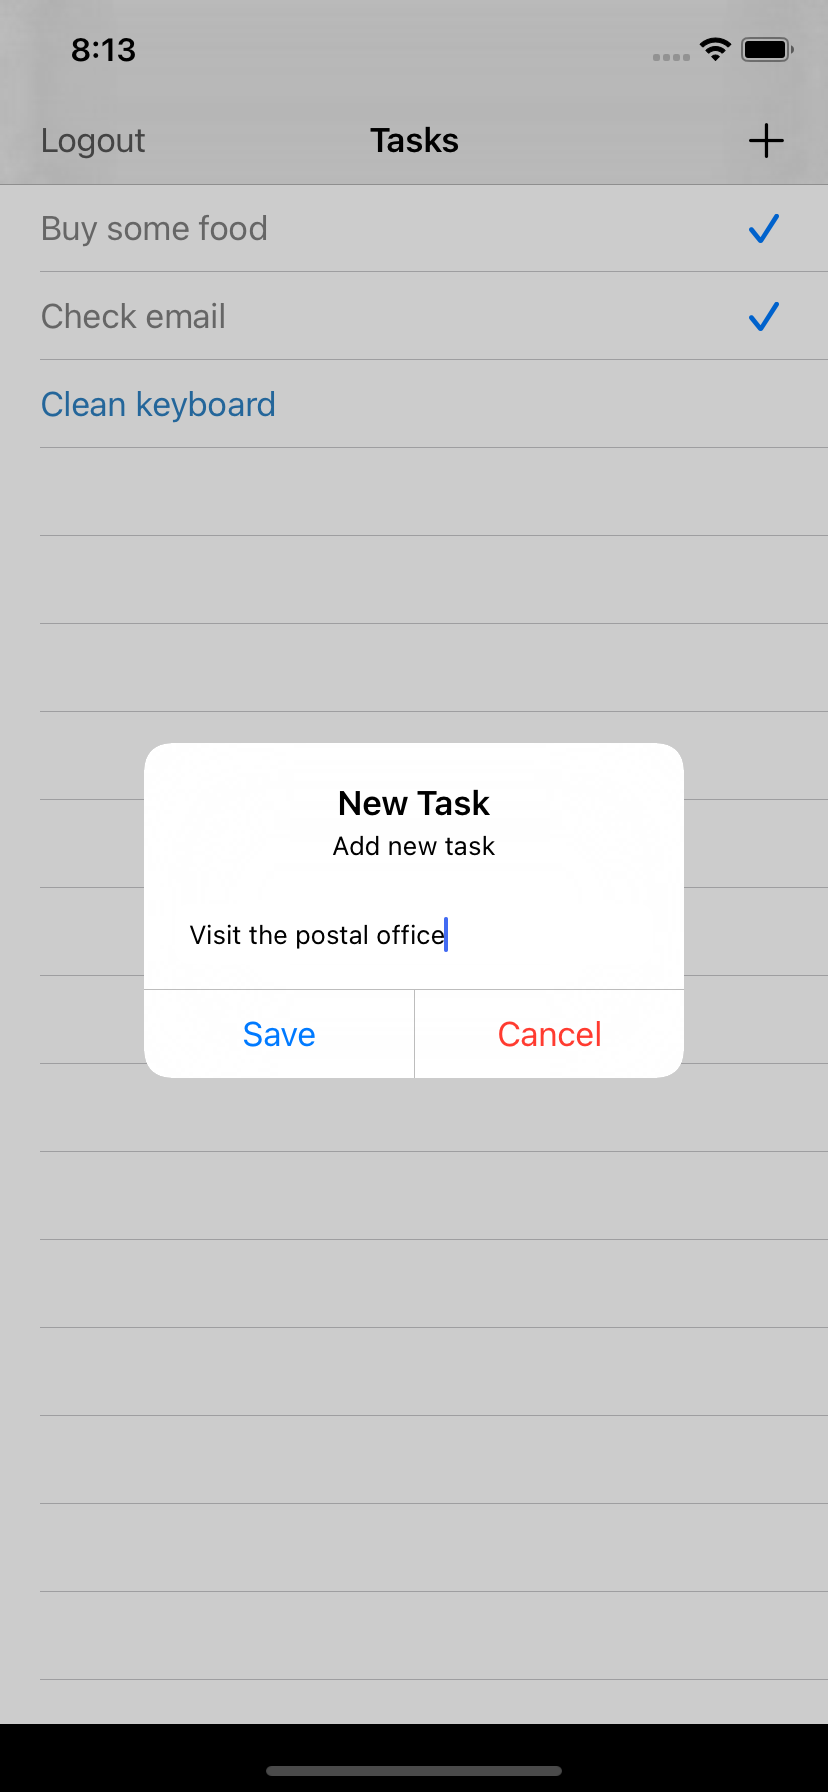 8:13
Logout Tasks
Buy some food
Check email
Clean keyboard
New Task
Add new task
Visit the postal office
Save Cancel